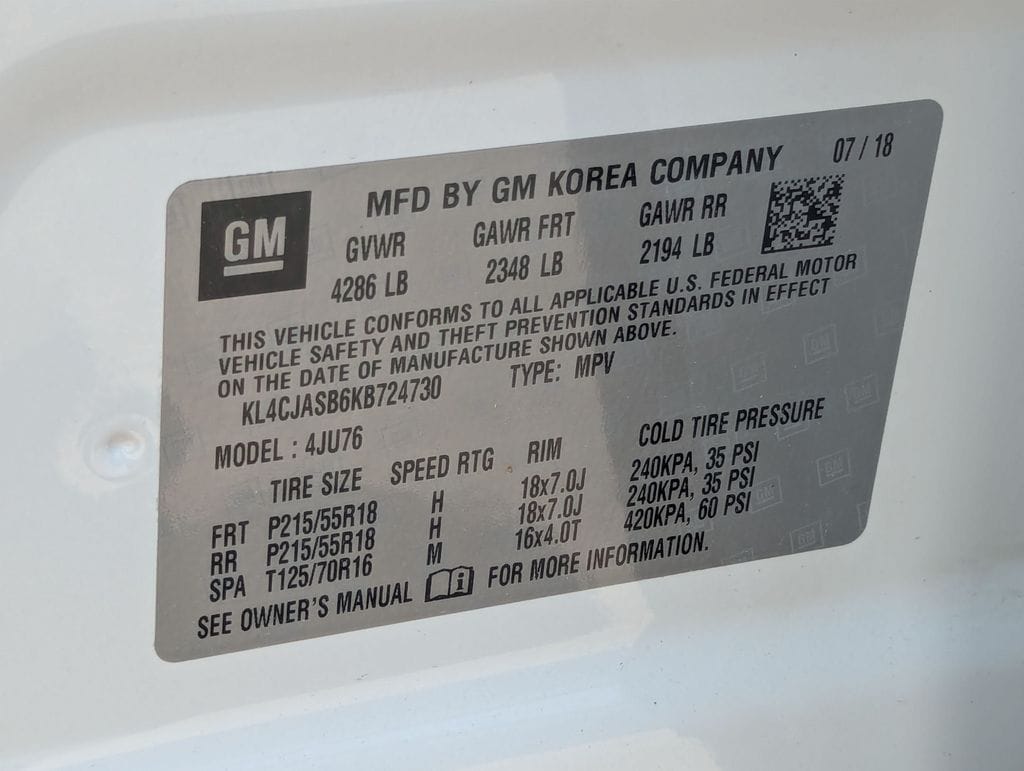 GM
MFD BY GM KOREA COMPANY 07 / 18
GVWR GAWR FRT GAWR RR
4286 LB 2348 LB 2194 LB
THIS VEHICLE CONFORMS TO ALL APPLICABLE U.S. FEDERAL MOTOR
VEHICLE SAFETY AND THEFT PREVENTION STANDARDS IN EFFECT
ON THE DATE OF MANUFACTURE SHOWN ABOVE.
KL4CJASB6KB724730 TYPE: MPV
MODEL : 4JU76
TIRE SIZE SPEED RTG RIM COLD TIRE PRESSURE
FRT P215/55R18 H 18x7.0J 240KPA, 35 PSI
RR P215/55R18 H 18x7.0J 240KPA, 35 PSI
SPA T125/70R16 M 16x4.0T 420KPA, 60 PSI
SEE OWNER'S MANUAL i FOR MORE INFORMATION.